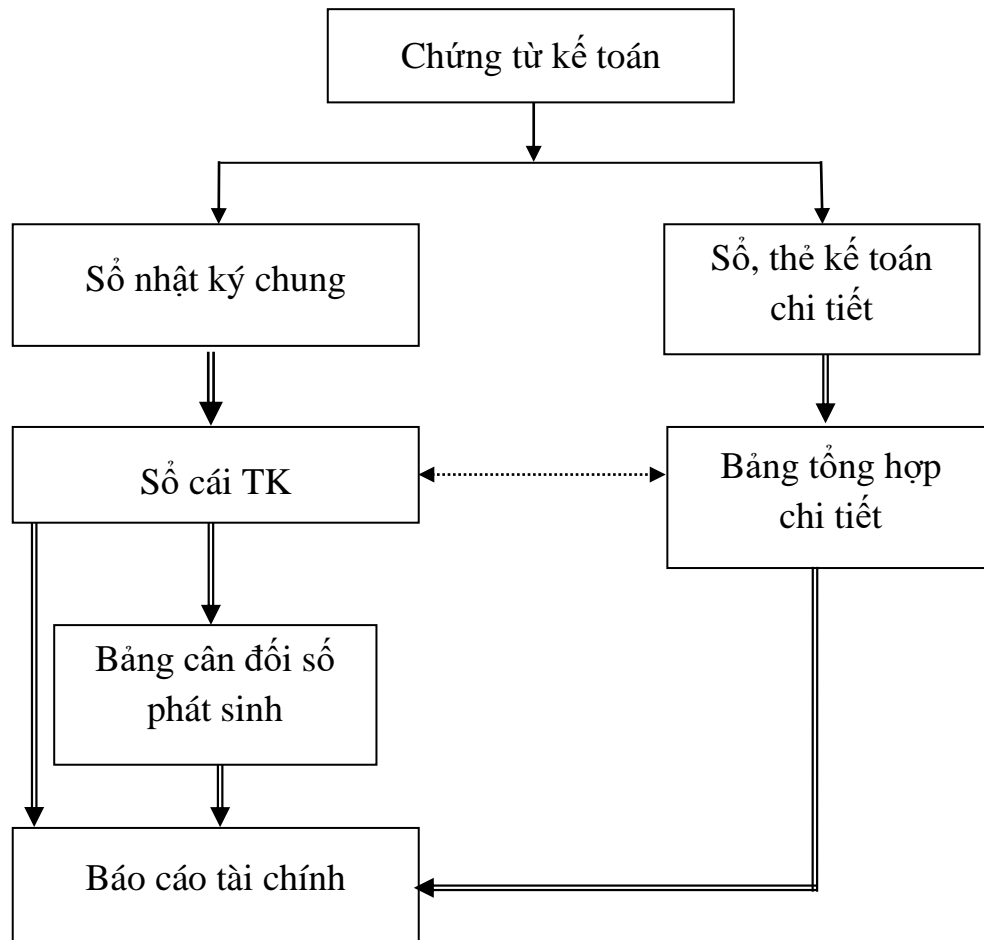 Chứng từ kế toán
Sổ nhật ký chung
Sổ, thẻ kế toán
chi tiết
Sổ cái TK
Bảng tổng hợp
chi tiết
Bảng cân đối số
phát sinh
Báo cáo tài chính